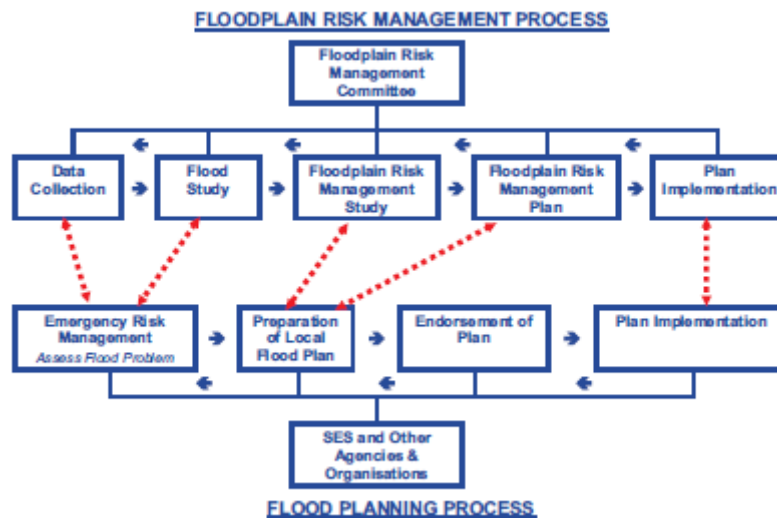 FLOODPLAIN RISK MANAGEMENT PROCESS
Floodplain Risk
Management
Committee
Data
Collection
Flood
Study
Floodplain Risk
Management
Study
Floodplain Risk
Management
Plan
Plan
Implementation
Emergency Risk
Management
Assess Flood Problem
Preparation
of Local
Flood Plan
Endorsement of
Plan
Plan Implementation
SES and Other
Agencies &
Organisations
FLOOD PLANNING PROCESS